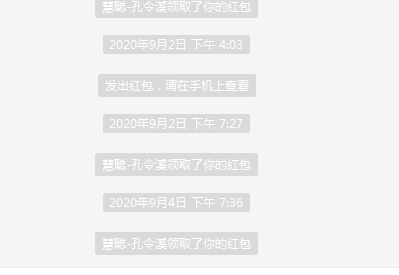 慧聪-孔令溪领取了你的红包
2020年9月2日 下午 4:03
发出红包，请在手机上查看
2020年9月2日 下午 7:27
慧聪-孔令溪领取了你的红包
2020年9月4日 下午 7:36
慧聪-孔令溪领取了你的红包